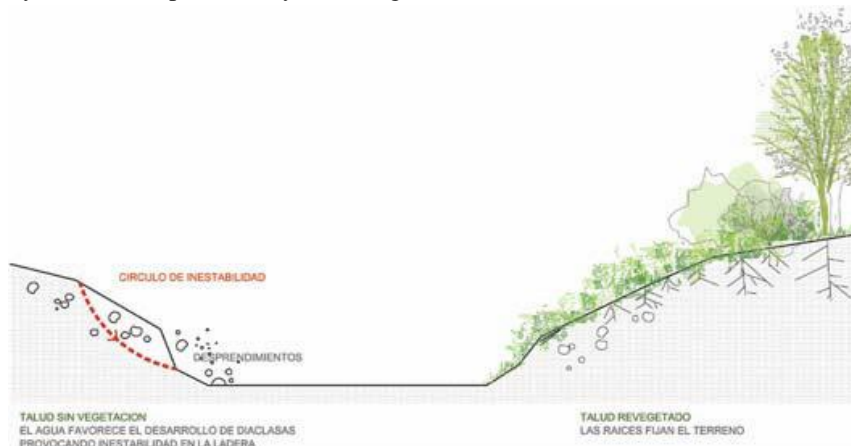 CIRCULO DE INESTABILIDAD
DESPRENDIMIENTOS
TALUD SIN VEGETACION
EL AGUA FAVORECE EL DESARROLLO DE DIACLASAS
PROVOCANDO INESTABILIDAD EN LA LADERA
TALUD REVEGETADO
LAS RAICES FIJAN EL TERRENO